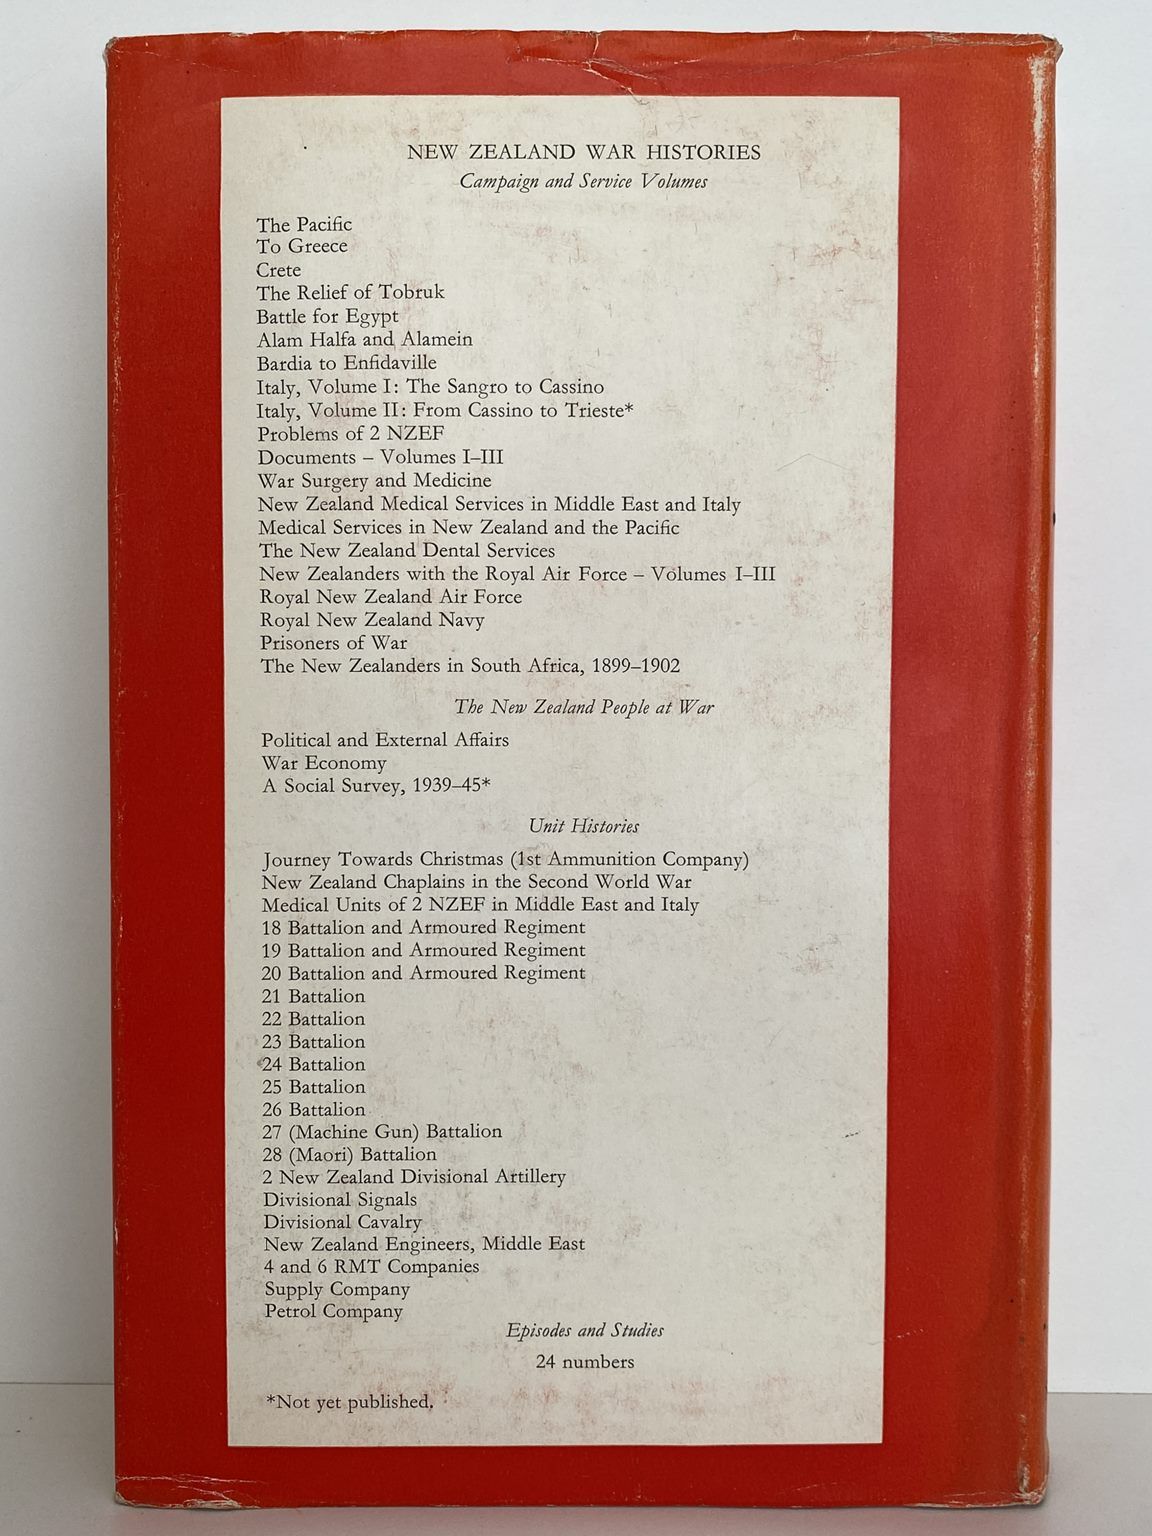 NEW ZEALAND WAR HISTORIES
Campaign and Service Volumes
The Pacific
To Greece
Crete
The Relief of Tobruk
Battle for Egypt
Alam Halfa and Alamein
Bardia to Enfidaville
Italy, Volume I: The Sangro to Cassino
Italy, Volume II: From Cassino to Trieste*
Problems of 2 NZEF
Documents – Volumes I–III
War Surgery and Medicine
New Zealand Medical Services in Middle East and Italy
Medical Services in New Zealand and the Pacific
The New Zealand Dental Services
New Zealanders with the Royal Air Force – Volumes I–III
Royal New Zealand Air Force
Royal New Zealand Navy
Prisoners of War
The New Zealanders in South Africa, 1899–1902
The New Zealand People at War
Political and External Affairs
War Economy
A Social Survey, 1939–45*
Unit Histories
Journey Towards Christmas (1st Ammunition Company)
New Zealand Chaplains in the Second World War
Medical Units of 2 NZEF in Middle East and Italy
18 Battalion and Armoured Regiment
19 Battalion and Armoured Regiment
20 Battalion and Armoured Regiment
21 Battalion
22 Battalion
23 Battalion
24 Battalion
25 Battalion
26 Battalion
27 (Machine Gun) Battalion
28 (Maori) Battalion
2 New Zealand Divisional Artillery
Divisional Signals
Divisional Cavalry
New Zealand Engineers, Middle East
4 and 6 RMT Companies
Supply Company
Petrol Company
Episodes and Studies
24 numbers
*Not yet published.